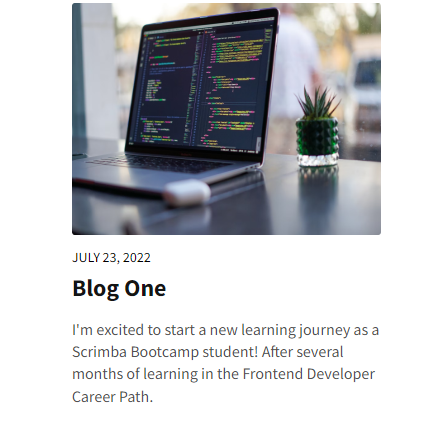 JULY 23, 2022
Blog One
I'm excited to start a new learning journey as a
Scrimba Bootcamp student! After several
months of learning in the Frontend Developer
Career Path.